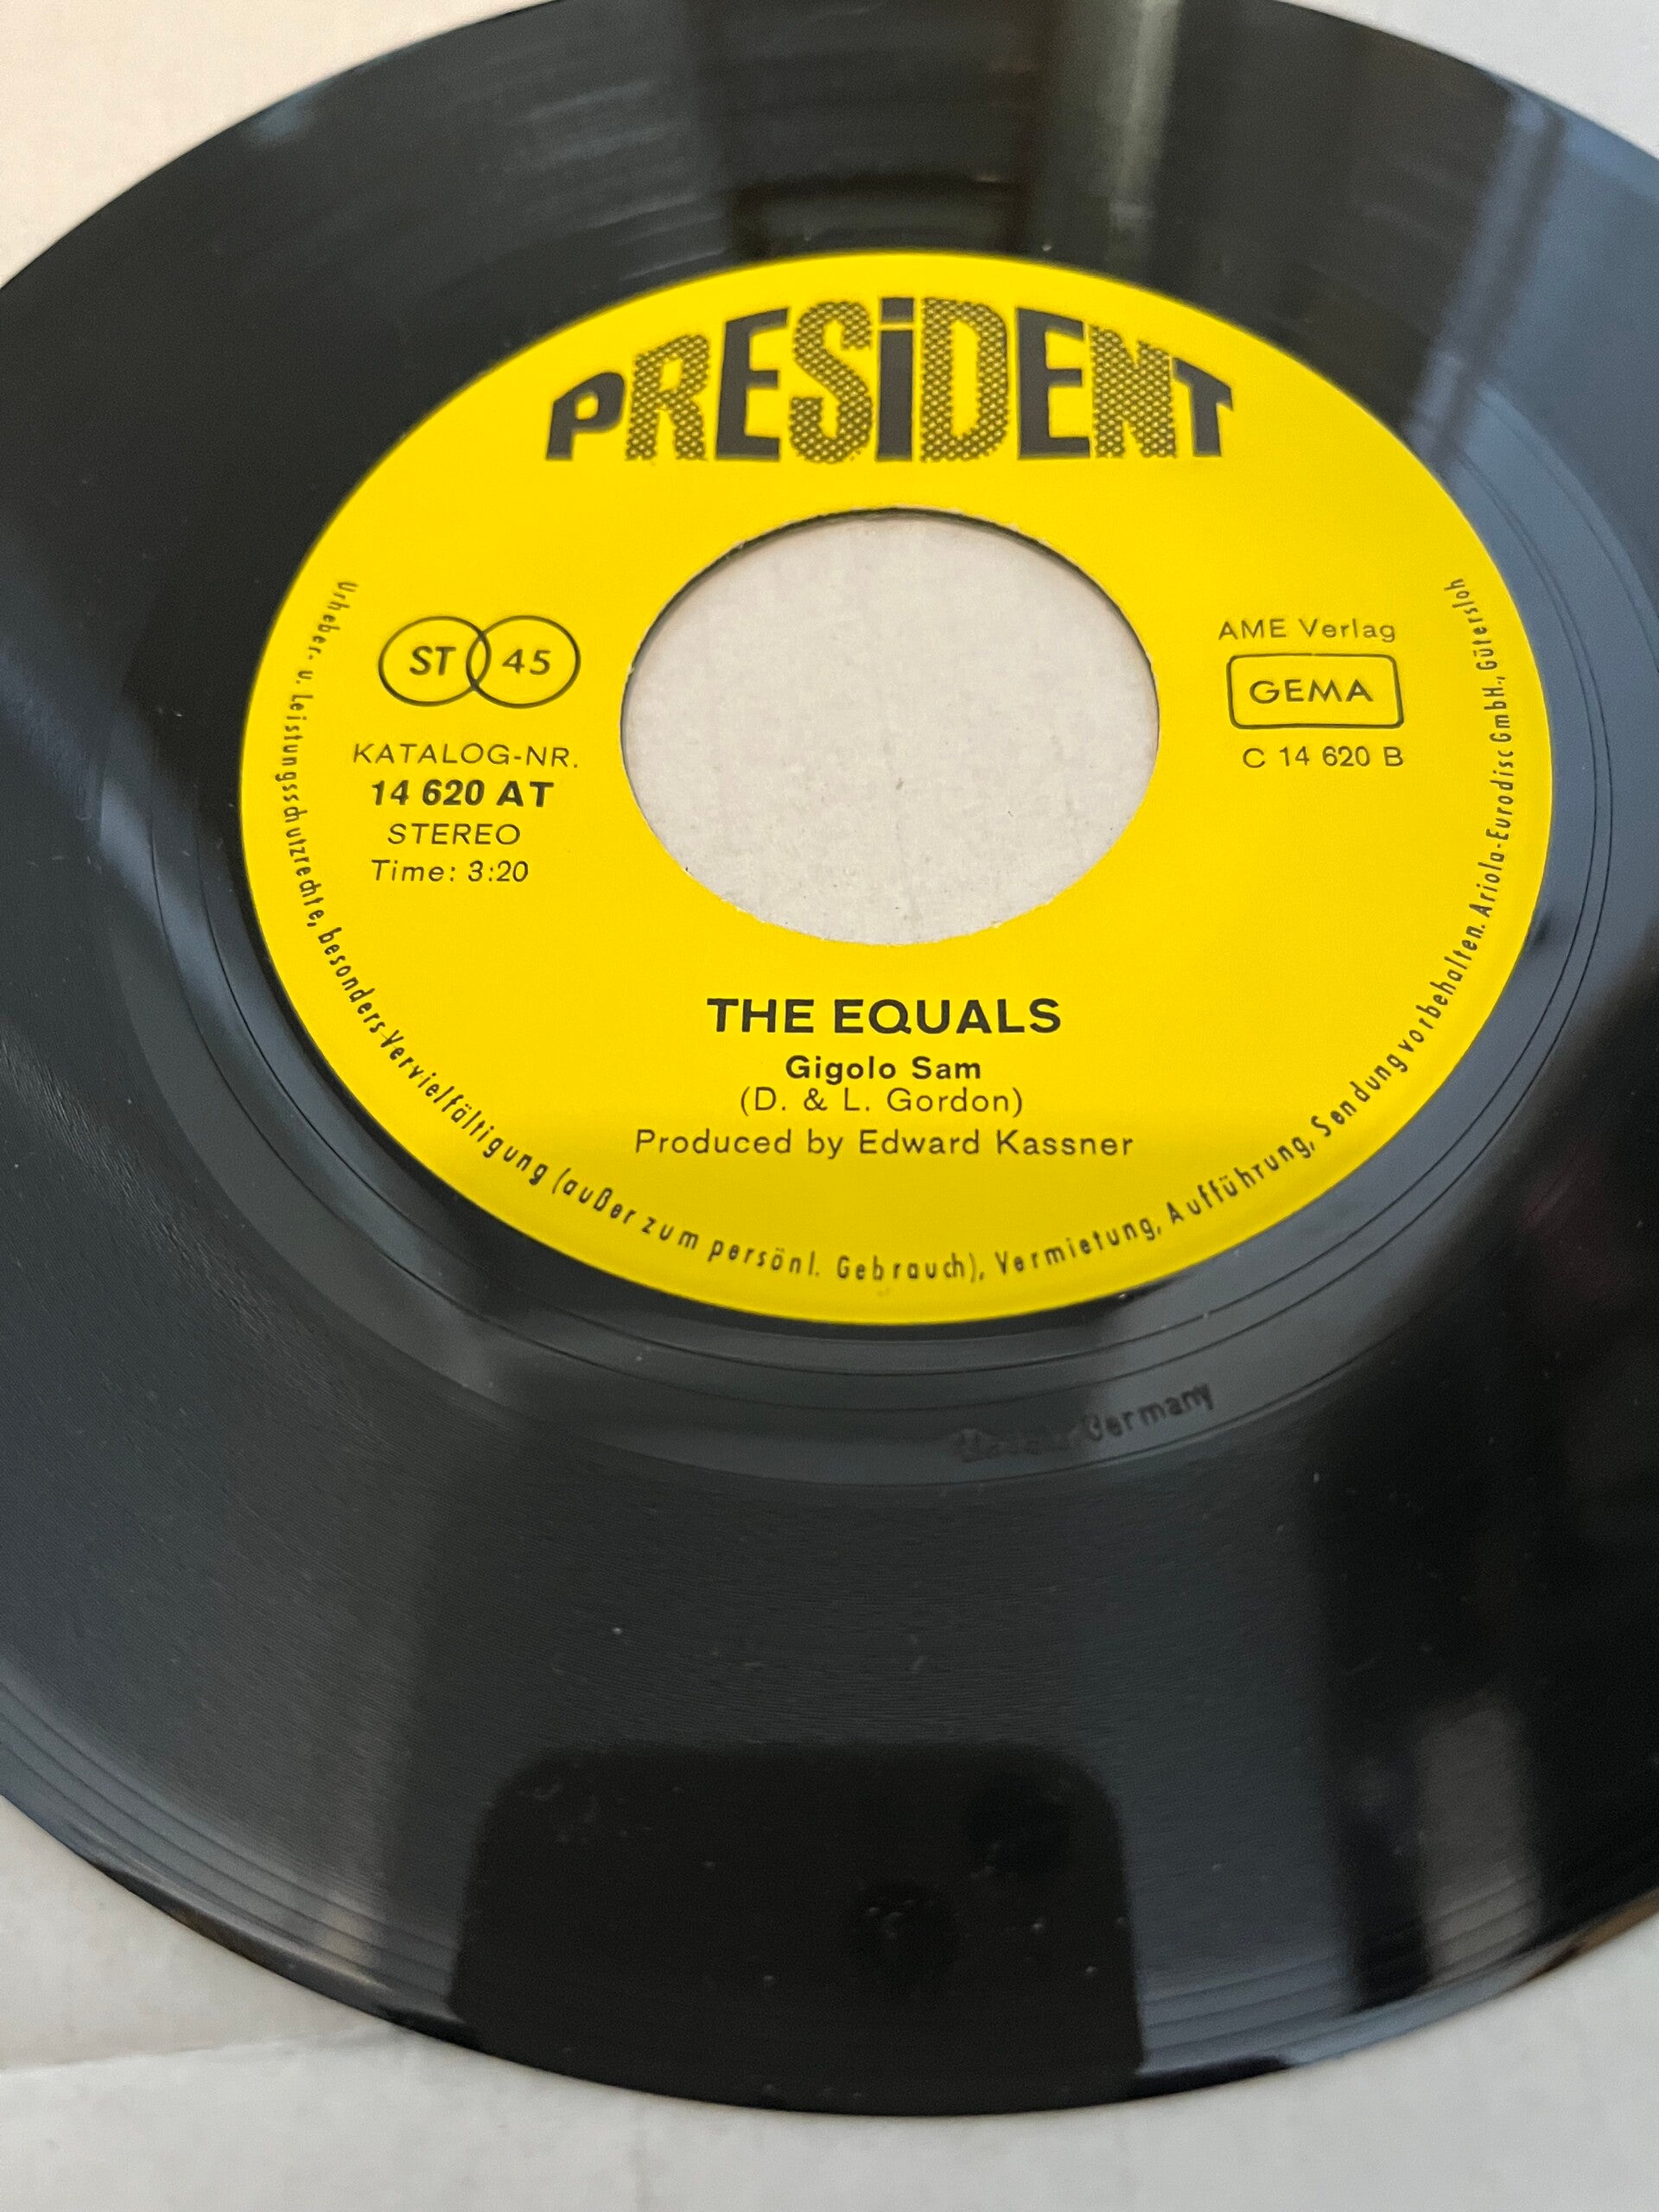 PRESiDENT
ST 45
KATALOG-NR.
14 620 AT
STEREO
Time: 3:20
AME Verlag
GEMA
C 14 620 B
THE EQUALS
Gigolo Sam
(D. & L. Gordon)
Produced by Edward Kassner
Urheber- u. Leistungsschutzrechte, besonders Vervielfältigung (außer zum persönl. Gebrauch), Vermietung, Aufführung, Sendung vorbehalten. Ariola-Eurodisc GmbH., Gütersloh
Germany